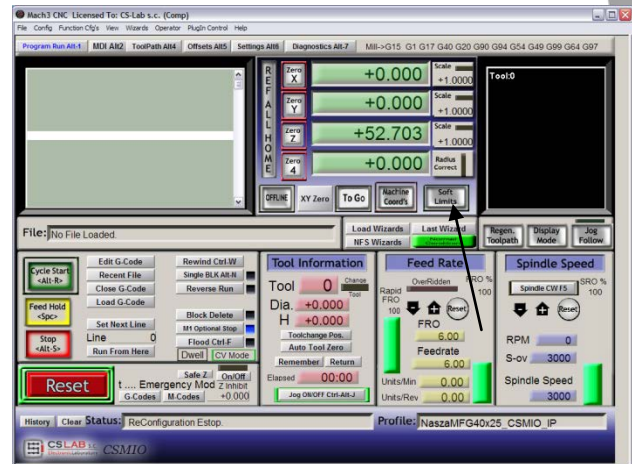 Mach3 CNC Licensed To: CS-Lab s.c. (Comp)
File Config Function Cfg's View Wizards Operator PlugIn Control Help
Program Run Alt-1 MDI Alt2 ToolPath Alt4 Offsets Alt5 Settings Alt6 Diagnostics Alt-7 Mill->G15 G1 G17 G40 G20 G90 G94 G54 G49 G99 G64 G97
REF ALL HOME
Zero X +0.000 Scale +1.0000
Zero Y +0.000 Scale +1.0000
Zero Z +52.703 Scale +1.0000
Zero 4 +0.000 Radius Correct
Tool:0
OFFLINE XY Zero To Go Machine Coord's Soft Limits
File: No File Loaded.
Load Wizards Last Wizard
NFS Wizards
Regen. Toolpath Display Mode Jog Follow
Cycle Start <Alt-R>
Feed Hold <Spc>
Stop <Alt-S>
Edit G-Code Rewind Ctrl-W
Recent File Single BLK Alt-N
Close G-Code Reverse Run
Load G-Code
Block Delete
Set Next Line M1 Optional Stop
Line 0 Flood Ctrl-F
Run From Here Dwell CV Mode
Reset
t .... Emergency Mod
Safe Z On/Off
Z Inhibit
G-Codes M-Codes +0.000
Tool Information
Tool 0 Change Tool
Dia. +0.000
H +0.000
Toolchange Pos.
Auto Tool Zero
Remember Return
Elapsed 00:00
Jog ON/OFF Ctrl-Alt-J
Feed Rate
OverRidden FRO %
Rapid FRO 100
100
Reset
FRO
6.00
Feedrate
6.00
Units/Min 0.00
Units/Rev 0.00
Spindle Speed
Spindle CW F5 SRO %
100
Reset
RPM 0
S-ov 3000
Spindle Speed
3000
History Clear Status: ReConfiguration Estop.
Profile: NaszaMFG40x25_CSMIO_IP
CSLAB s.c.
CSMIO